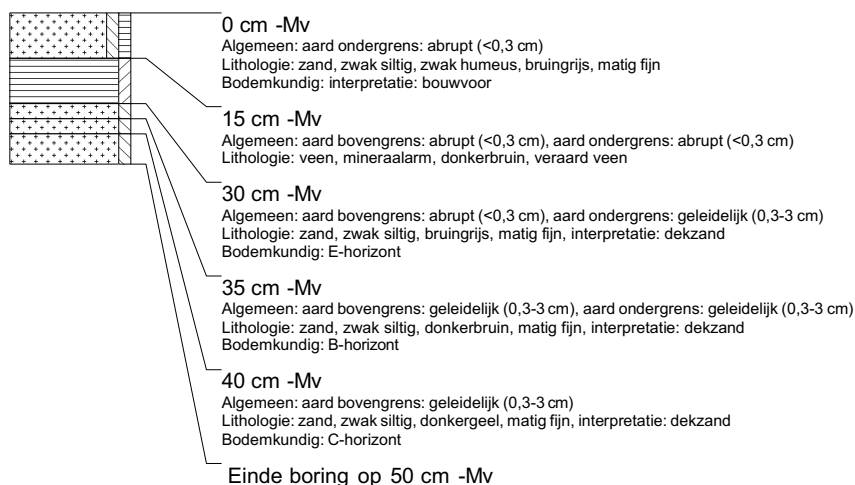 0 cm -Mv
Algemeen: aard ondergrens: abrupt (<0,3 cm)
Lithologie: zand, zwak siltig, zwak humeus, bruingrijs, matig fijn
Bodemkundig: interpretatie: bouwvoor
15 cm -Mv
Algemeen: aard bovengrens: abrupt (<0,3 cm), aard ondergrens: abrupt (<0,3 cm)
Lithologie: veen, mineraalarm, donkerbruin, veraard veen
30 cm -Mv
Algemeen: aard bovengrens: abrupt (<0,3 cm), aard ondergrens: geleidelijk (0,3-3 cm)
Lithologie: zand, zwak siltig, bruingrijs, matig fijn, interpretatie: dekzand
Bodemkundig: E-horizont
35 cm -Mv
Algemeen: aard bovengrens: geleidelijk (0,3-3 cm), aard ondergrens: geleidelijk (0,3-3 cm)
Lithologie: zand, zwak siltig, donkerbruin, matig fijn, interpretatie: dekzand
Bodemkundig: B-horizont
40 cm -Mv
Algemeen: aard bovengrens: geleidelijk (0,3-3 cm)
Lithologie: zand, zwak siltig, donkergeel, matig fijn, interpretatie: dekzand
Bodemkundig: C-horizont
Einde boring op 50 cm -Mv